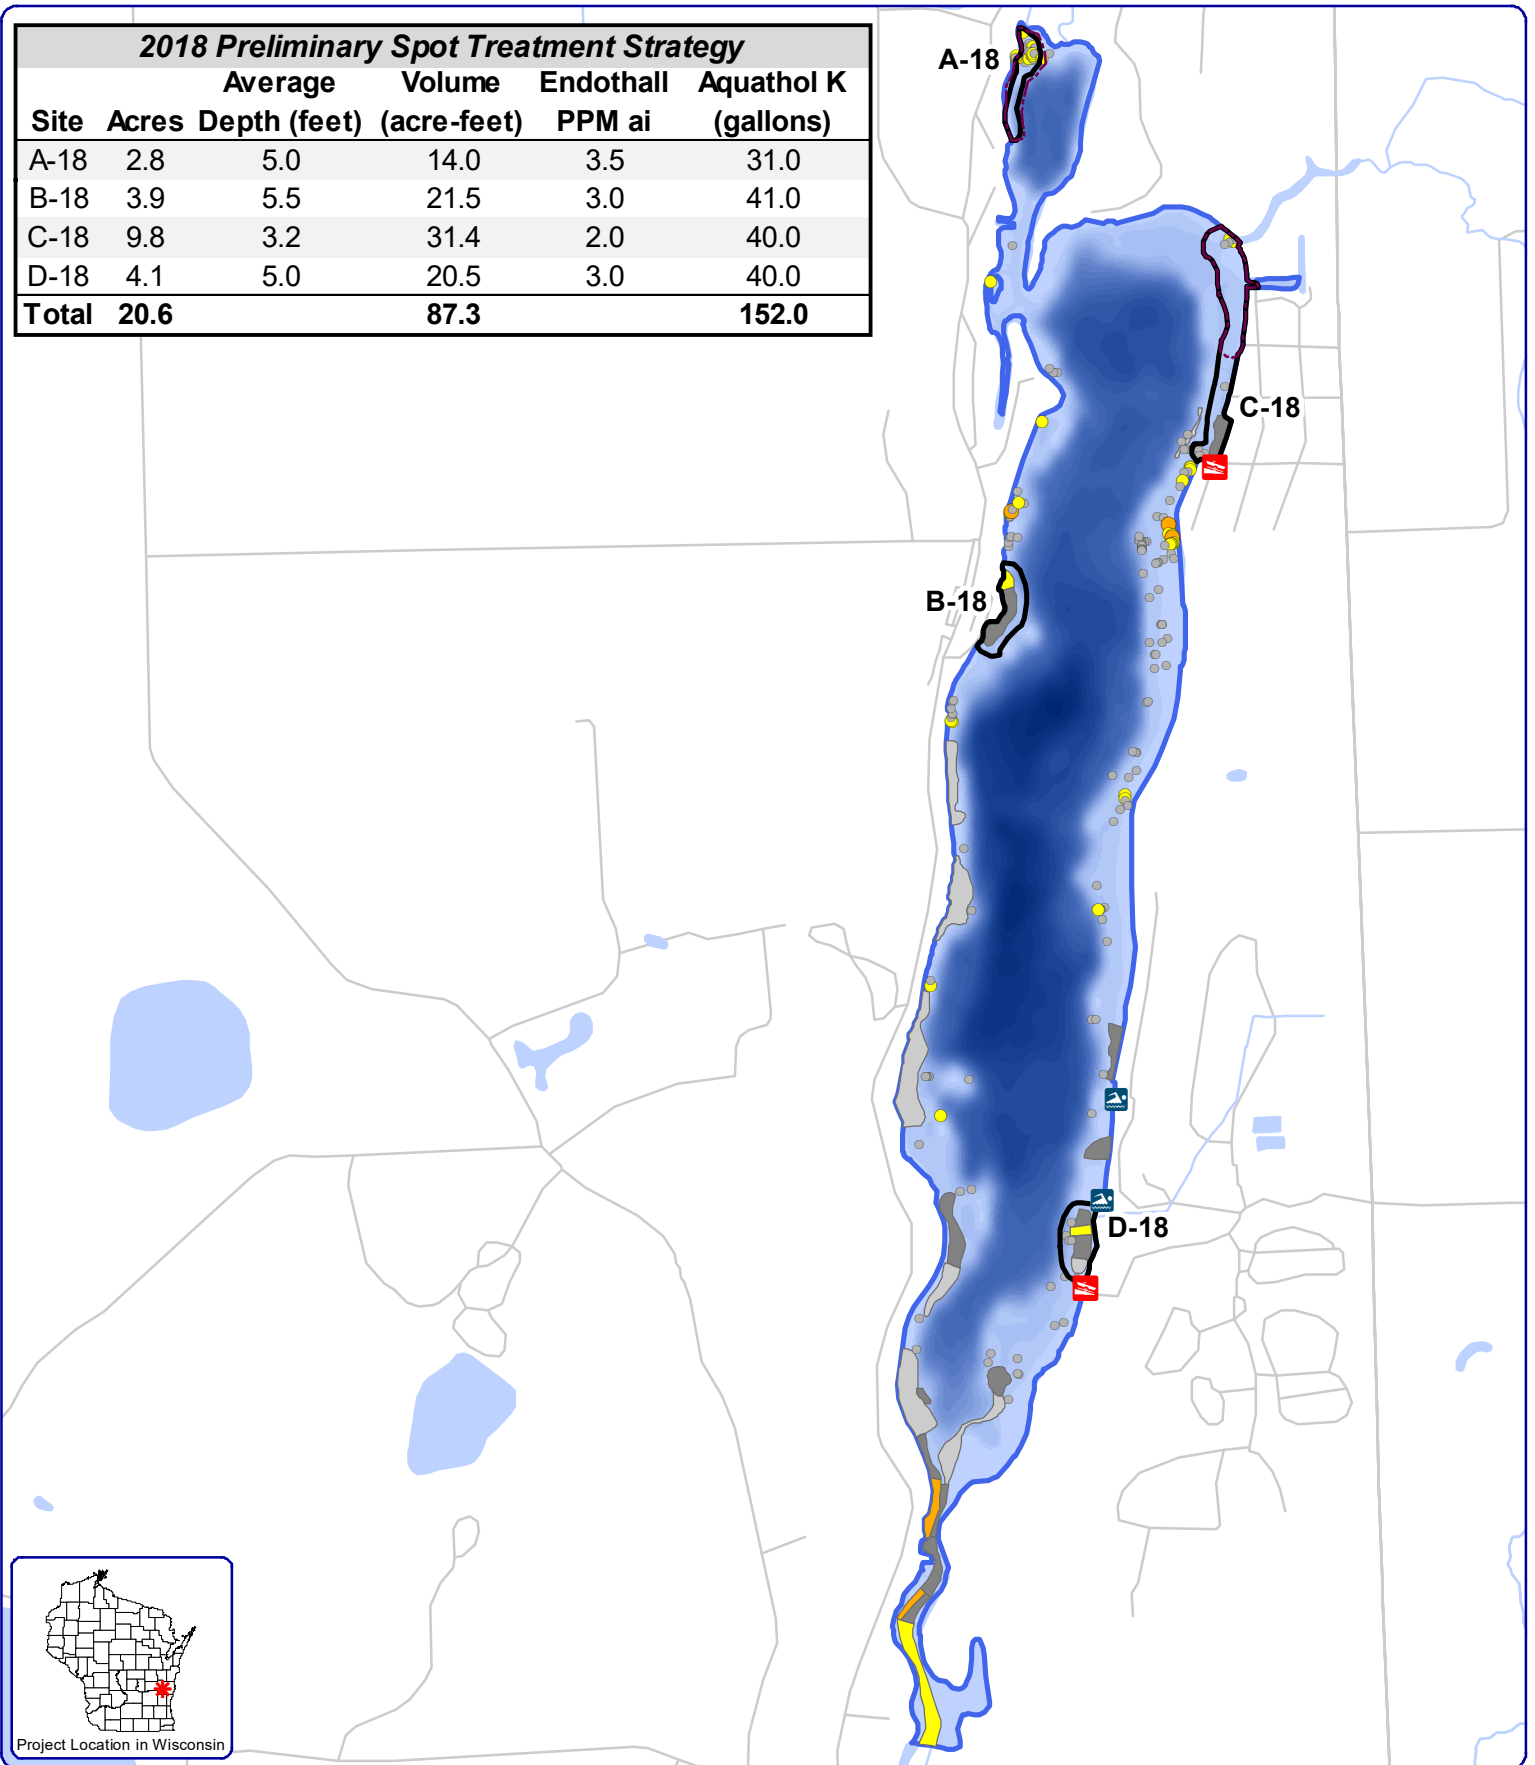 2018 Preliminary Spot Treatment Strategy
Average Volume Endothall Aquathol K
Site Acres Depth (feet) (acre-feet) PPM ai (gallons)
A-18 2.8 5.0 14.0 3.5 31.0
B-18 3.9 5.5 21.5 3.0 41.0
C-18 9.8 3.2 31.4 2.0 40.0
D-18 4.1 5.0 20.5 3.0 40.0
Total 20.6 87.3 152.0
A-18
C-18
B-18
D-18
Project Location in Wisconsin